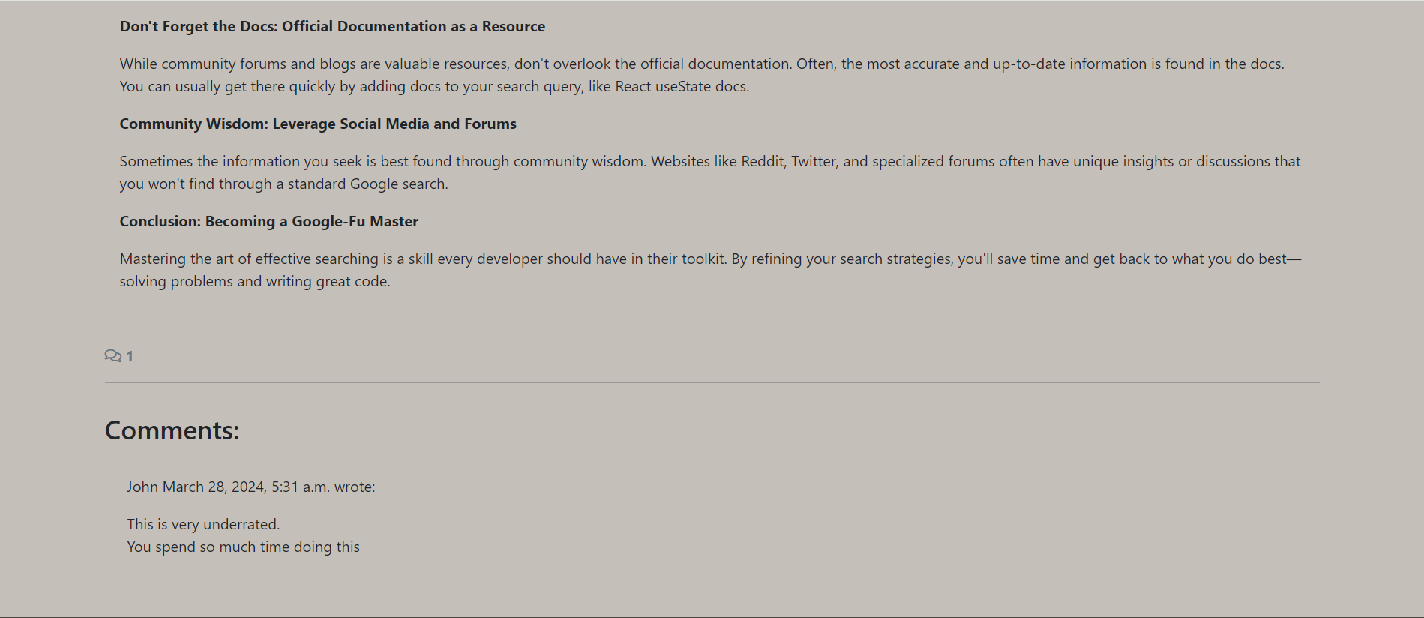 Don't Forget the Docs: Official Documentation as a Resource
While community forums and blogs are valuable resources, don't overlook the official documentation. Often, the most accurate and up-to-date information is found in the docs.
You can usually get there quickly by adding docs to your search query, like React useState docs.
Community Wisdom: Leverage Social Media and Forums
Sometimes the information you seek is best found through community wisdom. Websites like Reddit, Twitter, and specialized forums often have unique insights or discussions that
you won't find through a standard Google search.
Conclusion: Becoming a Google-Fu Master
Mastering the art of effective searching is a skill every developer should have in their toolkit. By refining your search strategies, you'll save time and get back to what you do best—
solving problems and writing great code.
1
Comments:
John March 28, 2024, 5:31 a.m. wrote:
This is very underrated.
You spend so much time doing this